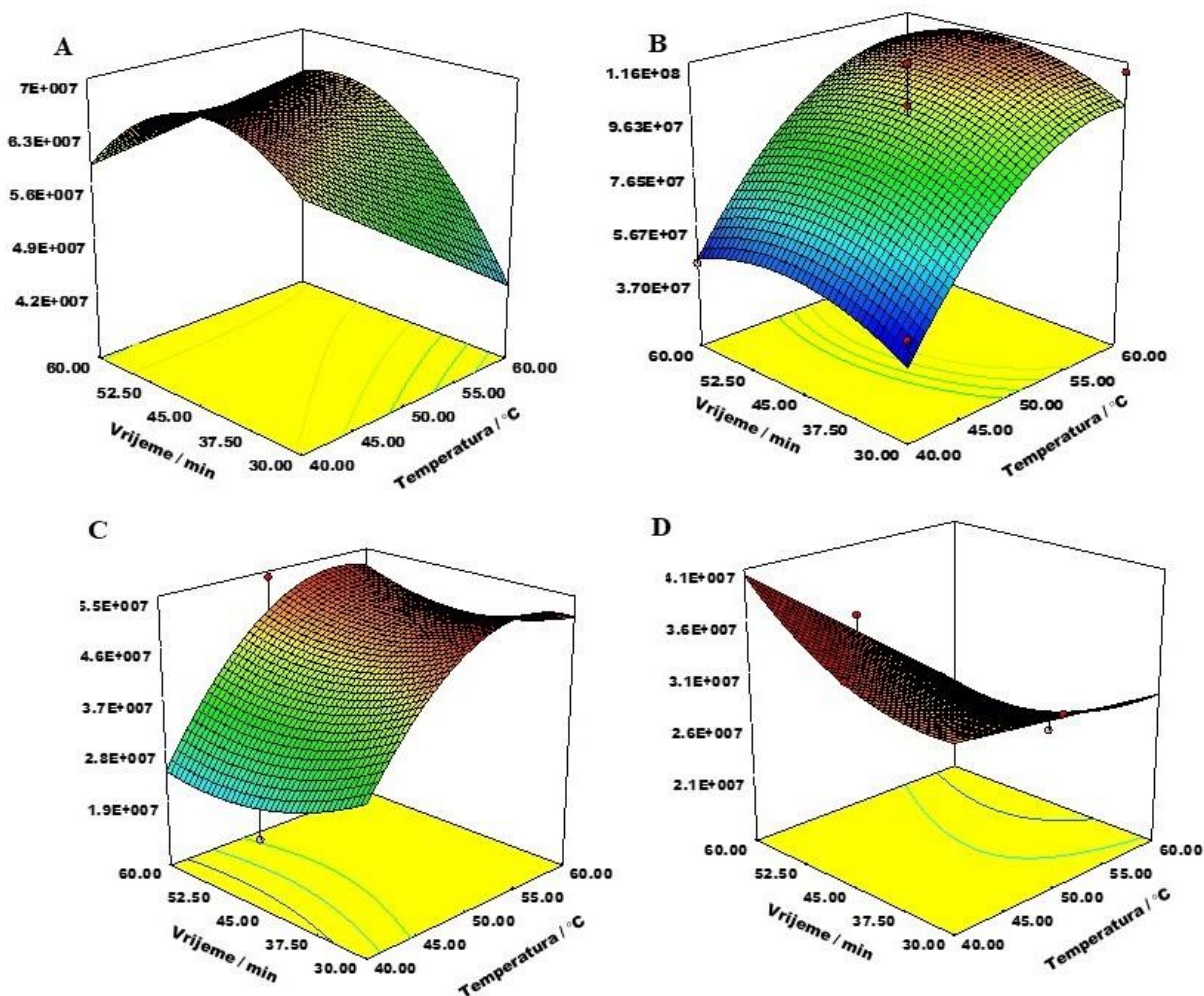 A
7E+007
6.3E+007
5.6E+007
4.9E+007
4.2E+007
60.00
52.50
45.00
37.50
30.00
Vrijeme / min
40.00
45.00
50.00
55.00
60.00
Temperatura / °C
B
1.16E+08
9.63E+07
7.65E+07
5.67E+07
3.70E+07
60.00
52.50
45.00
37.50
30.00
Vrijeme / min
40.00
45.00
50.00
55.00
60.00
Temperatura / °C
C
5.5E+007
4.6E+007
3.7E+007
2.8E+007
1.9E+007
60.00
52.50
45.00
37.50
30.00
Vrijeme / min
40.00
45.00
50.00
55.00
60.00
Temperatura / °C
D
4.1E+007
3.6E+007
3.1E+007
2.6E+007
2.1E+007
60.00
52.50
45.00
37.50
30.00
Vrijeme / min
40.00
45.00
50.00
55.00
60.00
Temperatura / °C